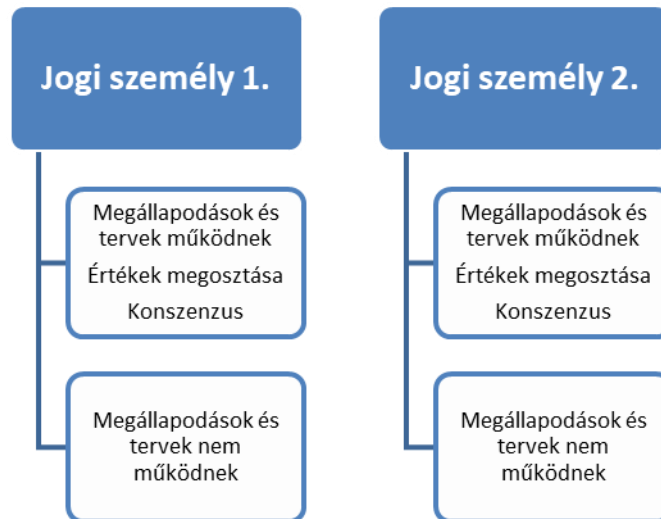 Jogi személy 1.
Megállapodások és
tervek működnek
Értékek megosztása
Konszenzus
Megállapodások és
tervek nem
működnek
Jogi személy 2.
Megállapodások és
tervek működnek
Értékek megosztása
Konszenzus
Megállapodások és
tervek nem
működnek